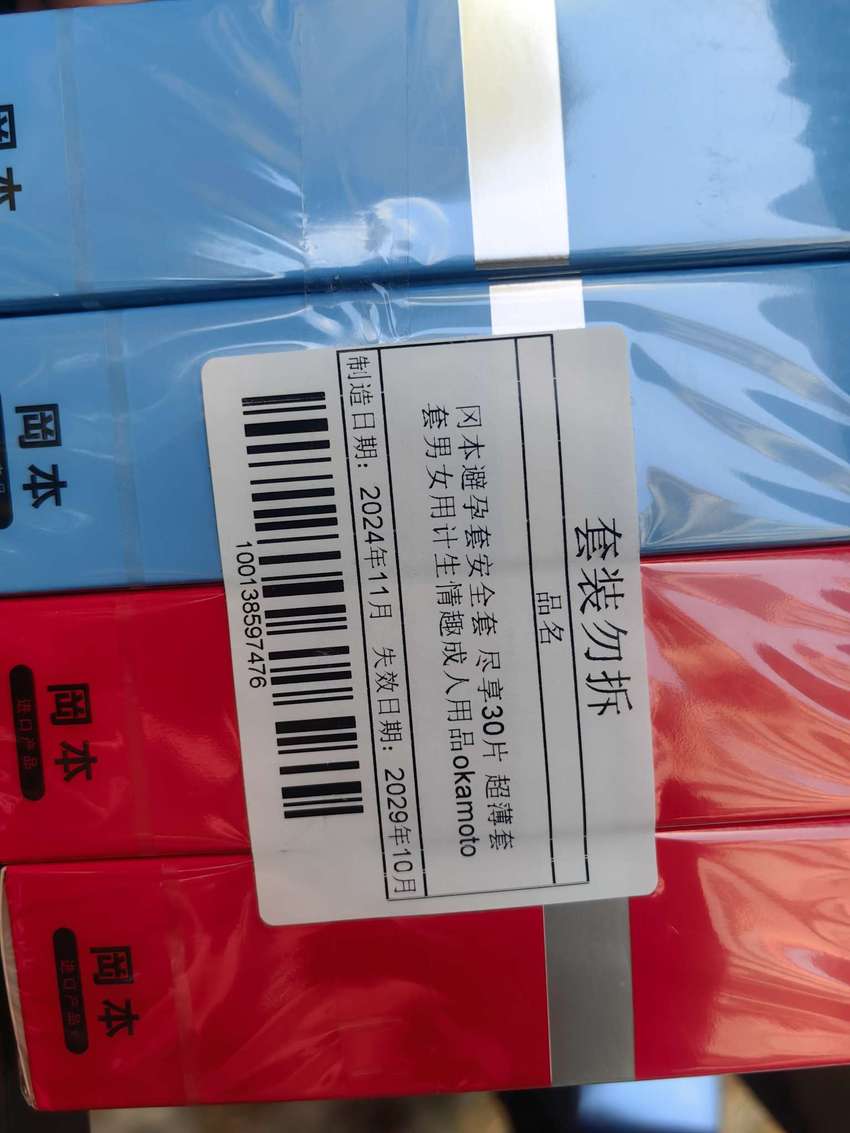 套装勿拆
品名
冈本避孕套安全套 尽享30片 超薄套
套男女用计生情趣成人用品okamoto
制造日期：2024年11月 失效日期：2029年10月
100138597476
岡本
岡本
岡本
进口产品
岡本
进口产品